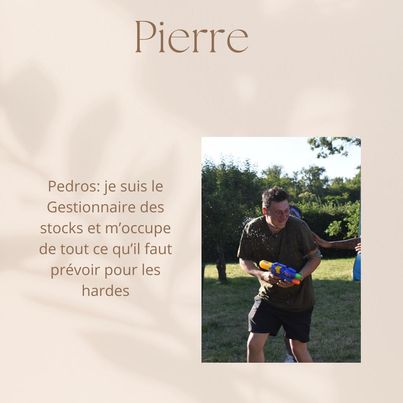 Pierre
Pedros: je suis le
Gestionnaire des
stocks et m’occupe
de tout ce qu’il faut
prévoir pour les
hardes